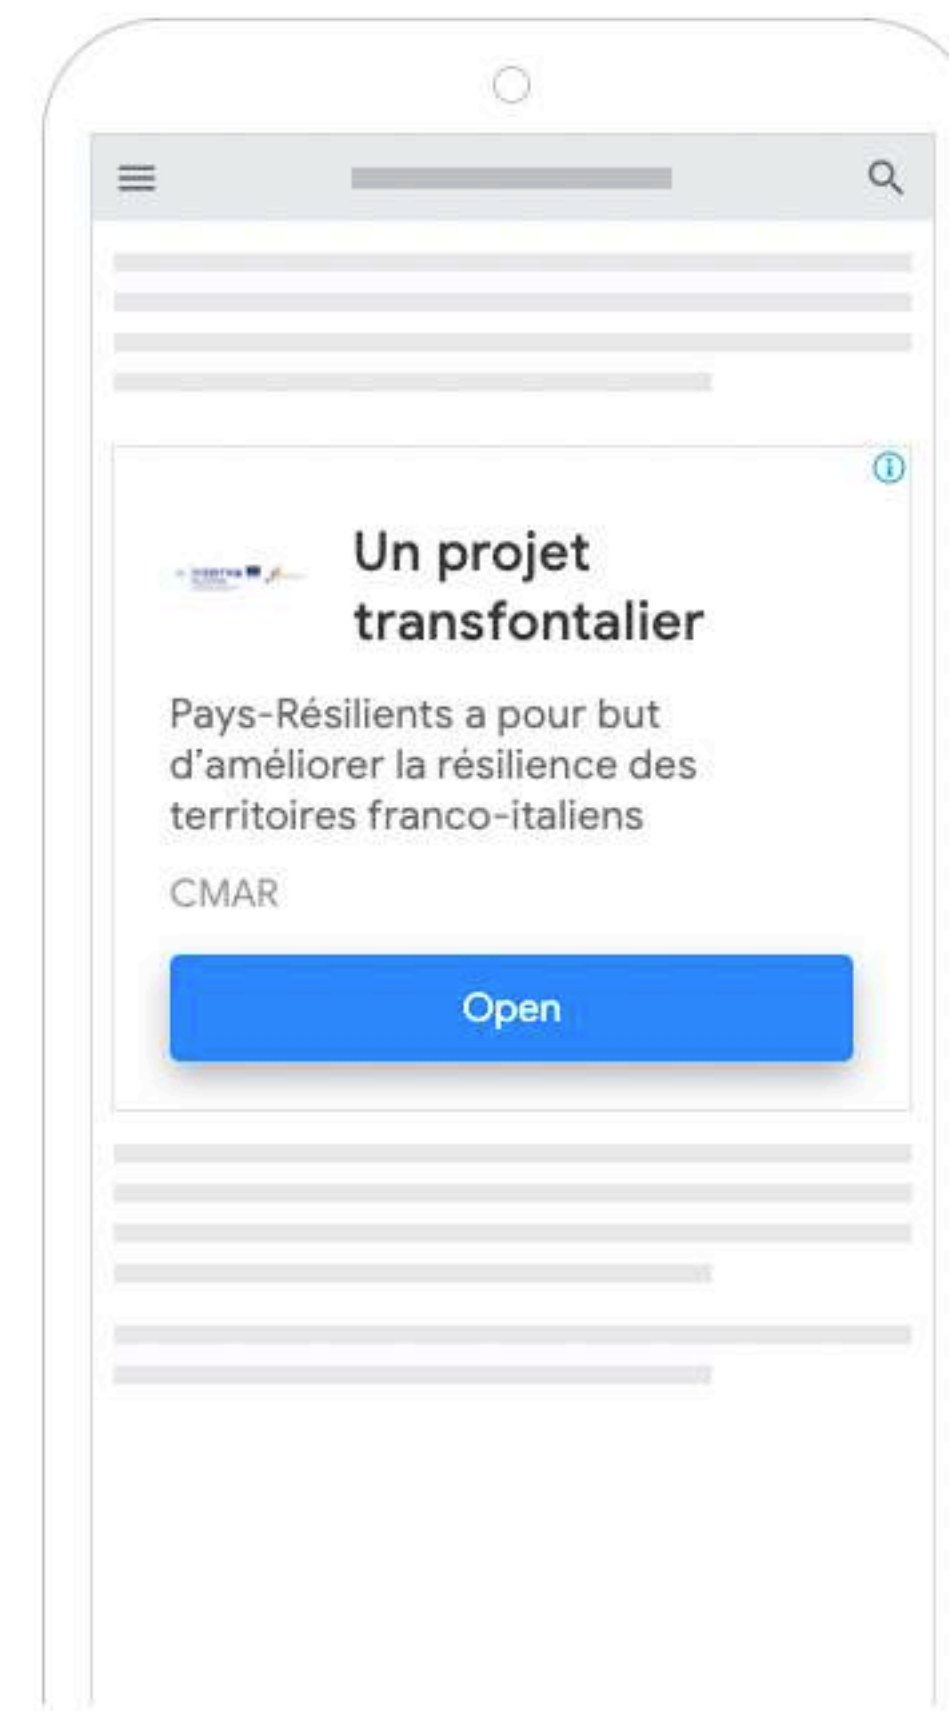 Un projet
transfontalier
Pays-Résilients a pour but
d'améliorer la résilience des
territoires franco-italiens
CMAR
Open